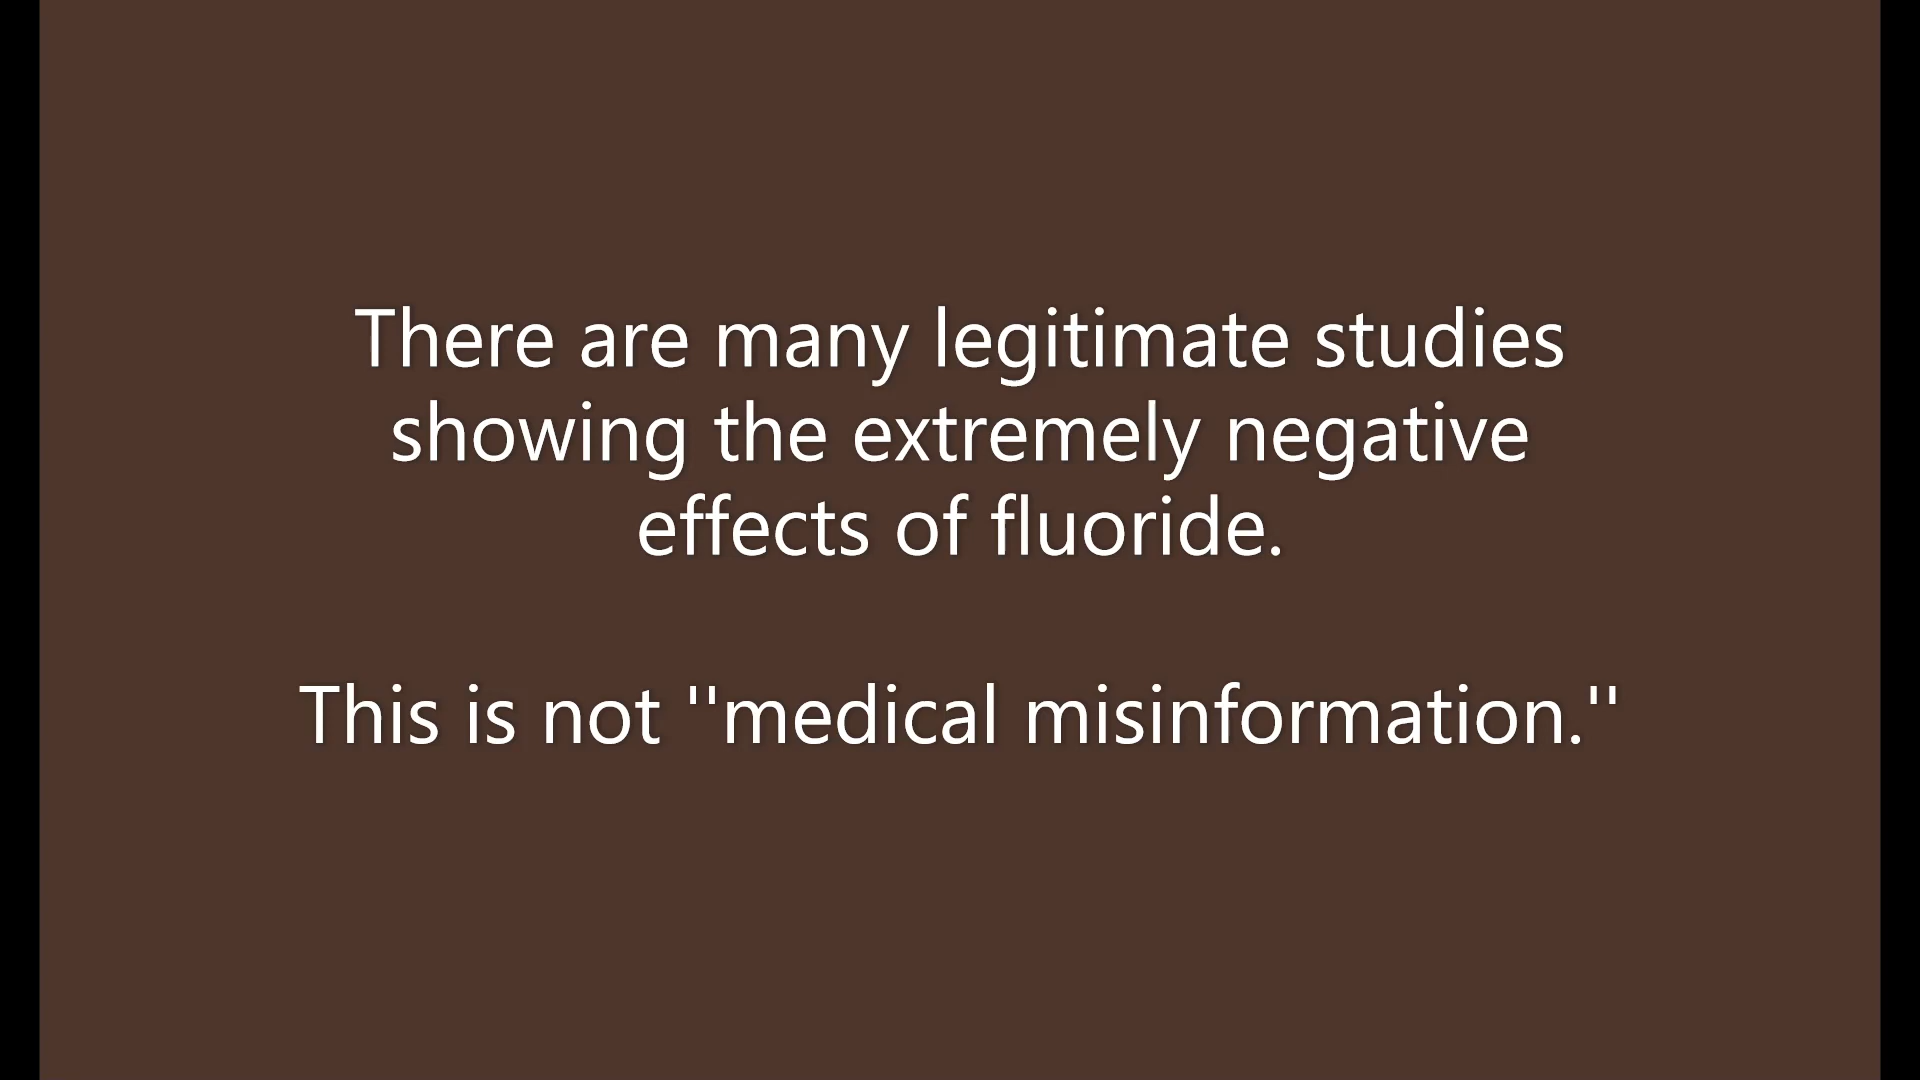 There are many legitimate studies
showing the extremely negative
effects of fluoride.
This is not "medical misinformation."